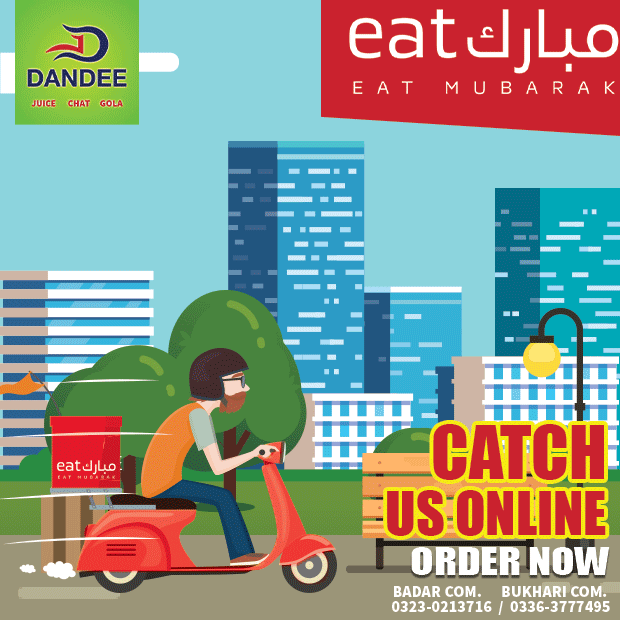 DANDEE
JUICE CHAT GOLA
eat مبارك
EAT MUBARAK
eat مبارك
EAT MUBARAK
CATCH
US ONLINE
ORDER NOW
BADAR COM. BUKHARI COM.
0323-0213716 / 0336-3777495